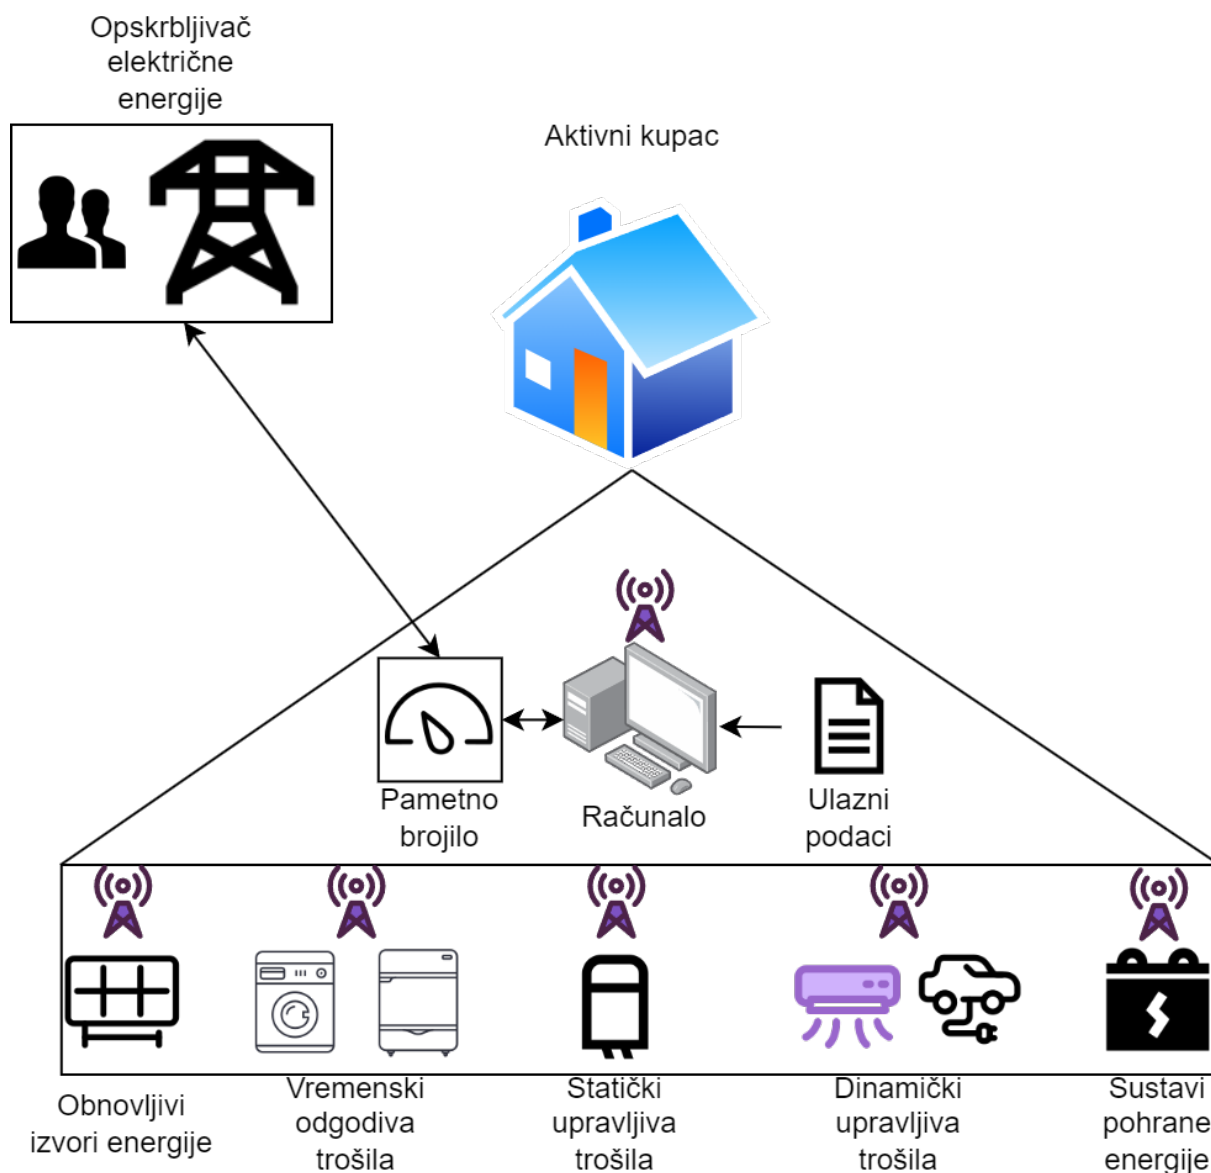 Opskrbljivač
električne
energije
Aktivni kupac
Pametno
brojilo
Računalo
Ulazni
podaci
Obnovljivi
izvori energije
Vremenski
odgodiva
trošila
Statički
upravljiva
trošila
Dinamički
upravljiva
trošila
Sustavi
pohrane
energije